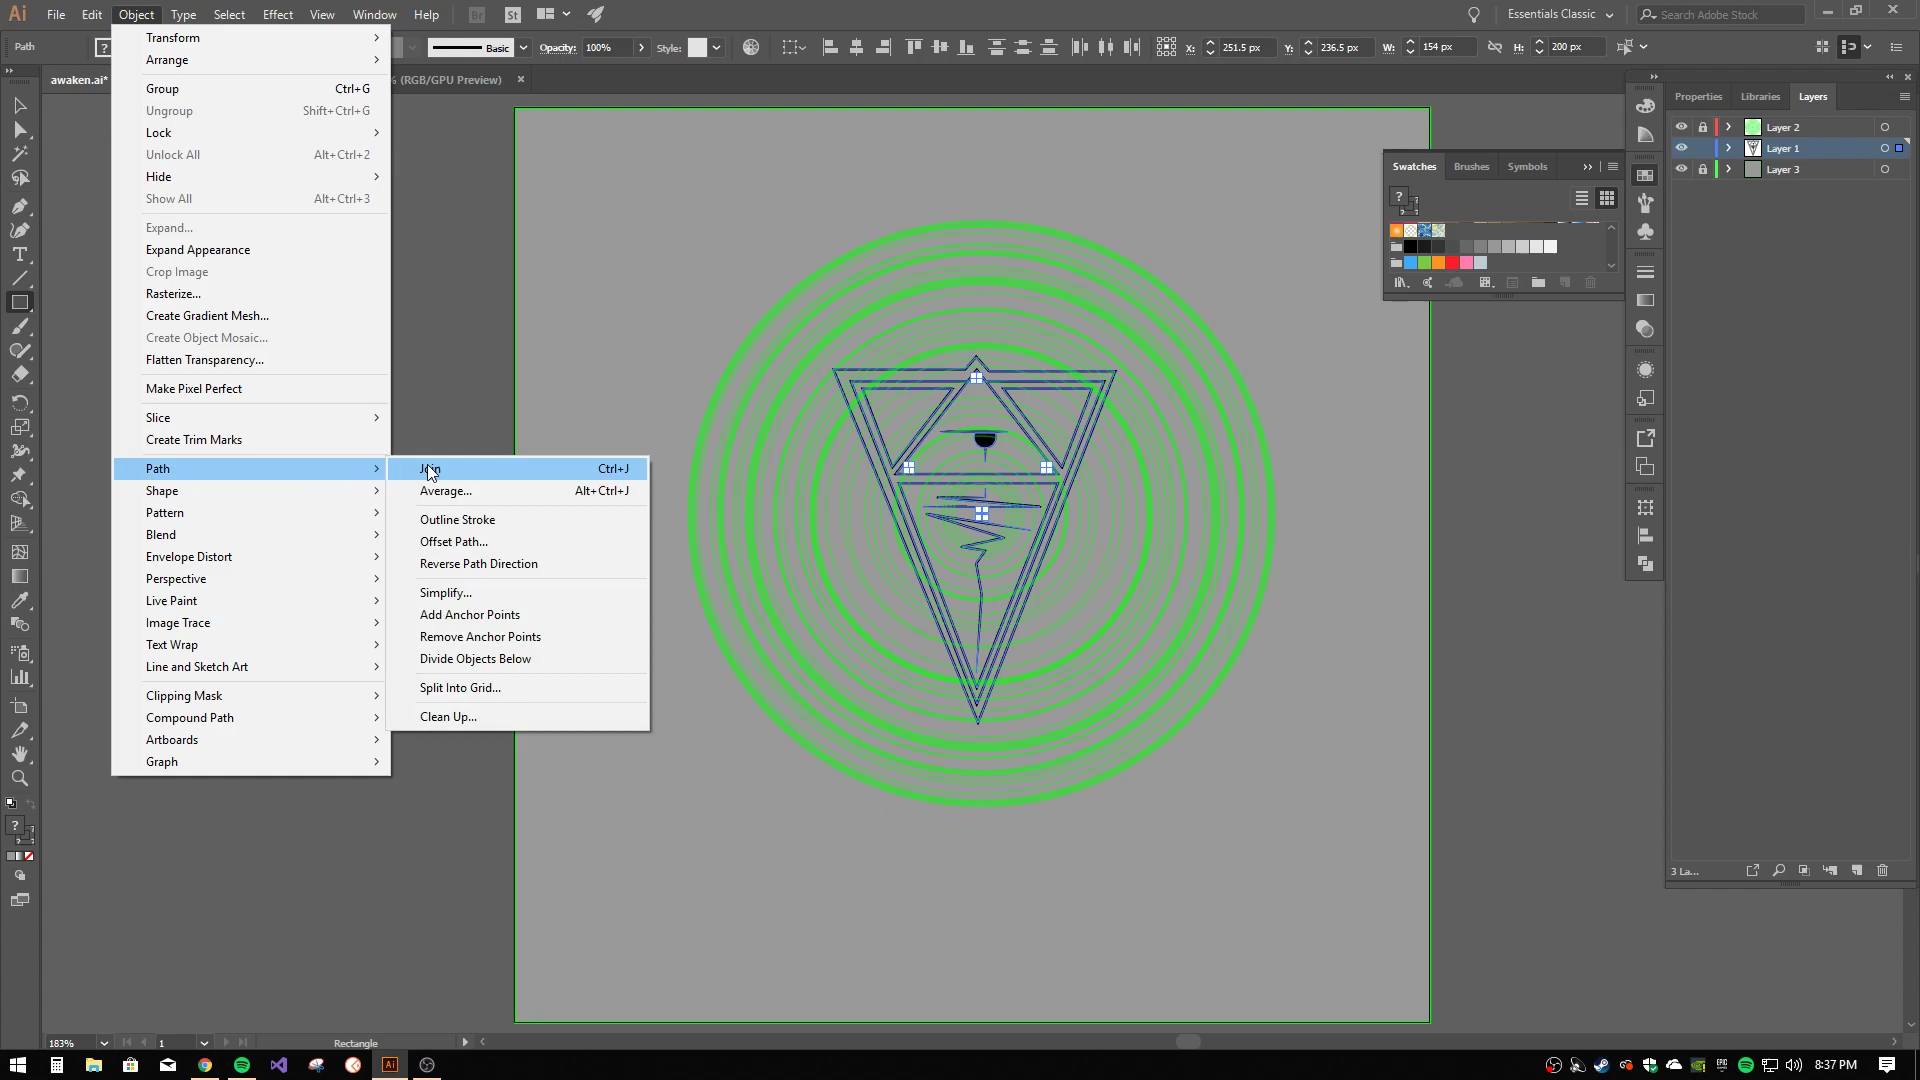 Ai File Edit Object Type Select Effect View Window Help Br St Essentials Classic Search Adobe Stock
Path ? Basic Opacity: 100% Style: X: 251.5 px Y: 236.5 px W: 154 px H: 200 px
awaken.ai* % (RGB/GPU Preview) ×
Transform
Arrange
Group Ctrl+G
Ungroup Shift+Ctrl+G
Lock
Unlock All Alt+Ctrl+2
Hide
Show All Alt+Ctrl+3
Expand...
Expand Appearance
Crop Image
Rasterize...
Create Gradient Mesh...
Create Object Mosaic...
Flatten Transparency...
Make Pixel Perfect
Slice
Create Trim Marks
Path
Shape
Pattern
Blend
Envelope Distort
Perspective
Live Paint
Image Trace
Text Wrap
Line and Sketch Art
Clipping Mask
Compound Path
Artboards
Graph
Join Ctrl+J
Average... Alt+Ctrl+J
Outline Stroke
Offset Path...
Reverse Path Direction
Simplify...
Add Anchor Points
Remove Anchor Points
Divide Objects Below
Split Into Grid...
Clean Up...
Swatches Brushes Symbols
?
Properties Libraries Layers
Layer 2
Layer 1
Layer 3
3 La...
?
183% 1 Rectangle
Ai EPIC 8:37 PM